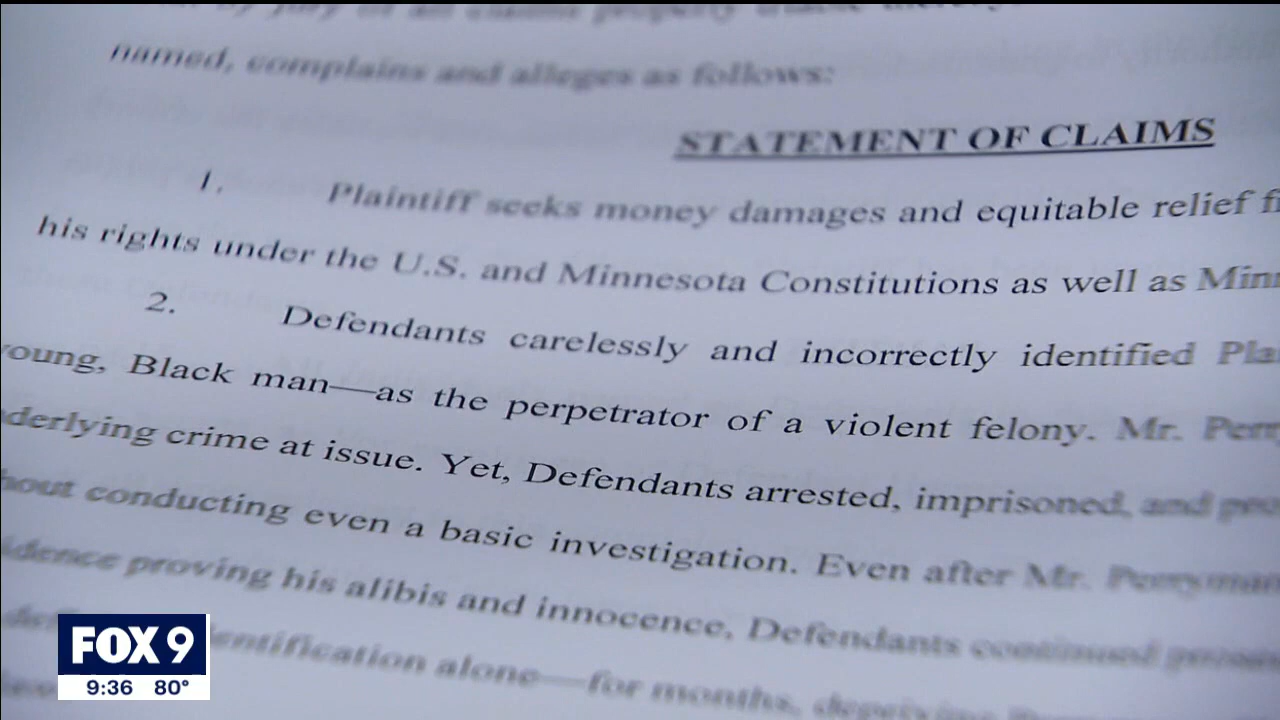 named, complains and alleges as follows:
STATEMENT OF CLAIMS
1. Plaintiff seeks money damages and equitable relief
his rights under the U.S. and Minnesota Constitutions as well as
2. Defendants carelessly and incorrectly identified
young, Black man—as the perpetrator of a violent felony. Mr.
underlying crime at issue. Yet, Defendants arrested, imprisoned, and
conducting even a basic investigation. Even after Mr. Perryman
proving his alibis and innocence, Defendants continued
identification alone—for months, depriving
FOX 9
9:36 80°